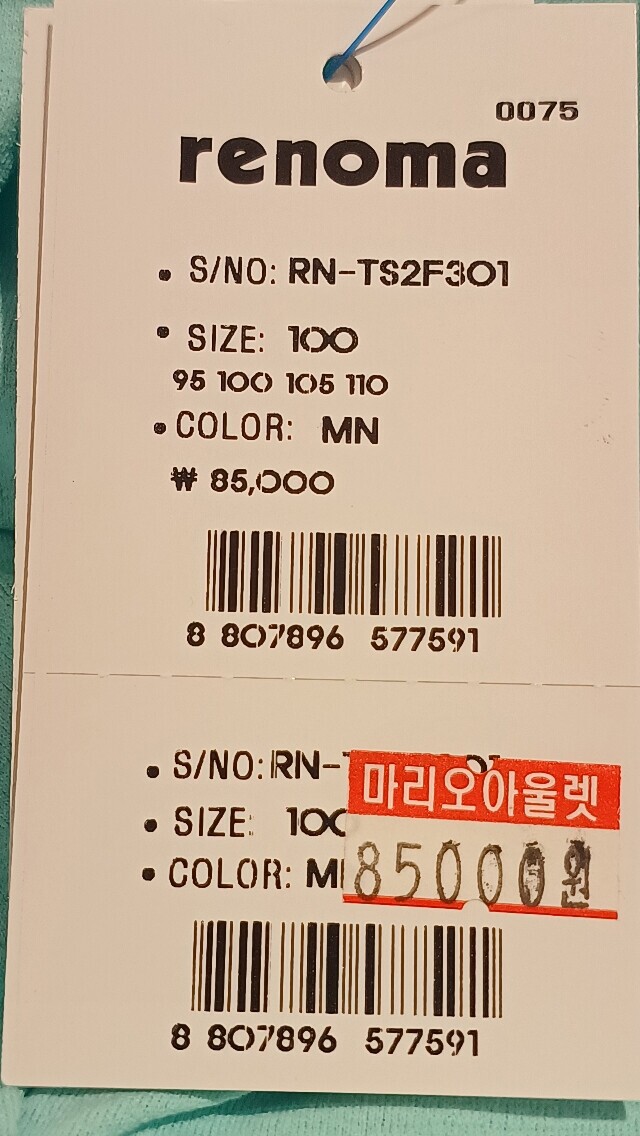 0075
renoma
• S/NO: RN-TS2F301
• SIZE: 100
95 100 105 110
• COLOR: MN
₩ 85,000
8 807896 577591
• S/NO: RN-
• SIZE: 100
• COLOR: M
마리오아울렛
85000원
8 807896 577591